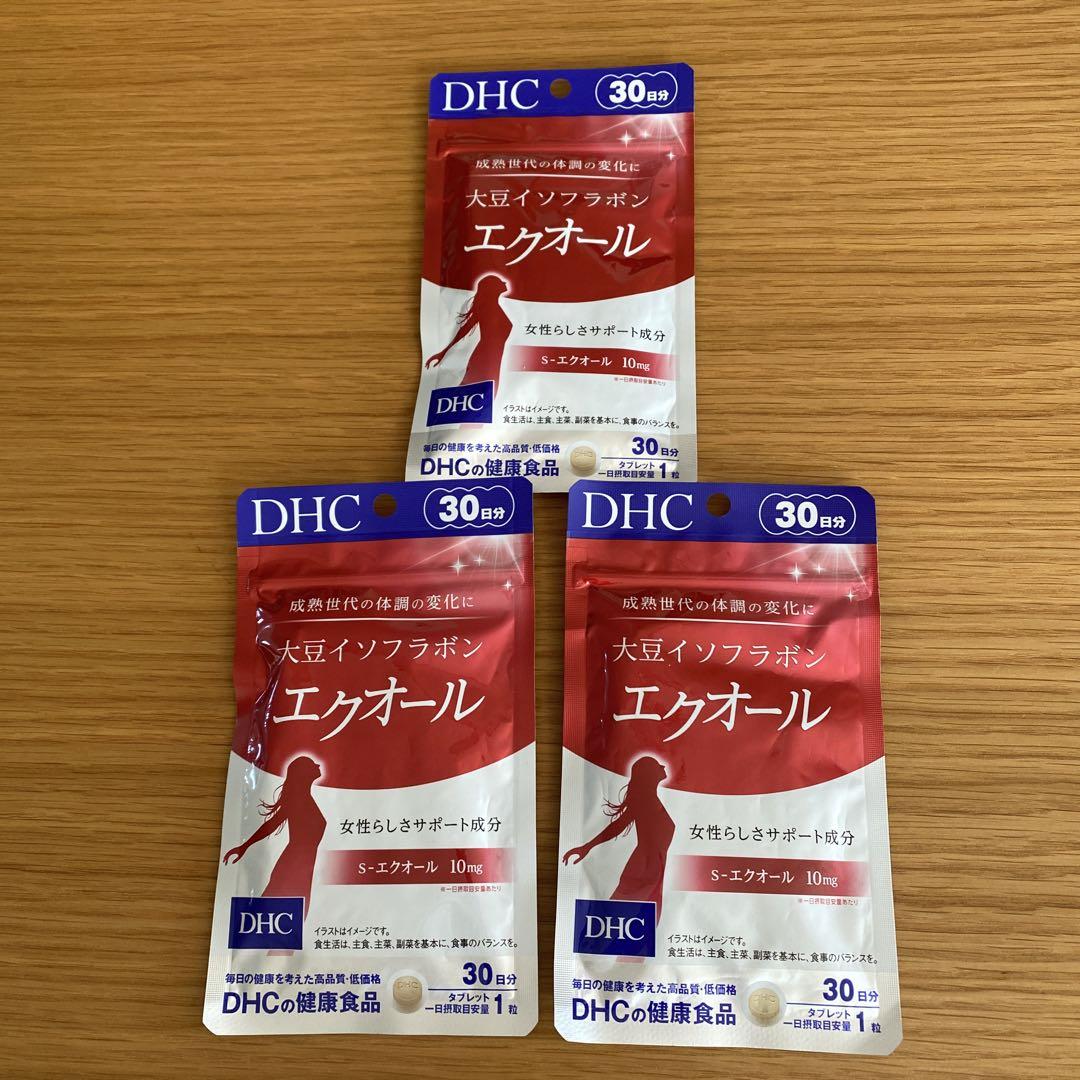 DHC 30日分
成熟世代の体調の変化に
大豆イソフラボン
エクオール
女性らしさサポート成分
S-エクオール 10mg
※一日摂取目安量あたり
DHC
イラストはイメージです。
食生活は、主食、主菜、副菜を基本に、食事のバランスを。
毎日の健康を考えた高品質・低価格
DHCの健康食品
DHC
30日分
タブレット
一日摂取目安量 1粒
DHC 30日分
成熟世代の体調の変化に
大豆イソフラボン
エクオール
女性らしさサポート成分
S-エクオール 10mg
※一日摂取目安量あたり
DHC
イラストはイメージです。
食生活は、主食、主菜、副菜を基本に、食事のバランスを。
毎日の健康を考えた高品質・低価格
DHCの健康食品
DHC
30日分
タブレット
一日摂取目安量 1粒
DHC 30日分
成熟世代の体調の変化に
大豆イソフラボン
エクオール
女性らしさサポート成分
S-エクオール 10mg
※一日摂取目安量あたり
DHC
イラストはイメージです。
食生活は、主食、主菜、副菜を基本に、食事のバランスを。
毎日の健康を考えた高品質・低価格
DHCの健康食品
DHC
30日分
タブレット
一日摂取目安量 1粒